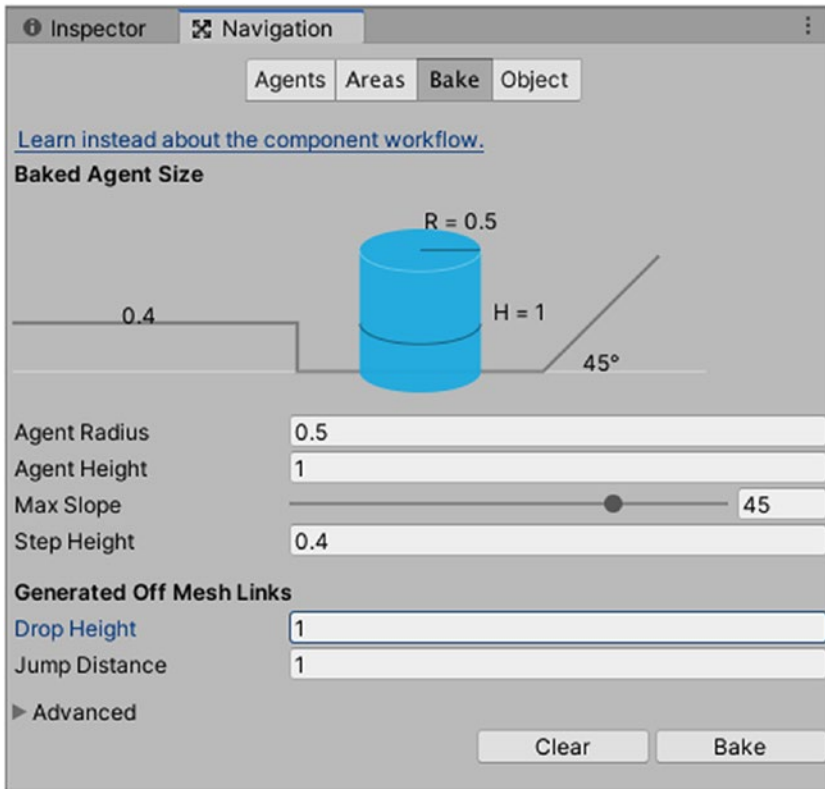 Inspector Navigation
Agents Areas Bake Object
Learn instead about the component workflow.
Baked Agent Size
R = 0.5
0.4
H = 1
45°
Agent Radius 0.5
Agent Height 1
Max Slope 45
Step Height 0.4
Generated Off Mesh Links
Drop Height 1
Jump Distance 1
Advanced
Clear Bake